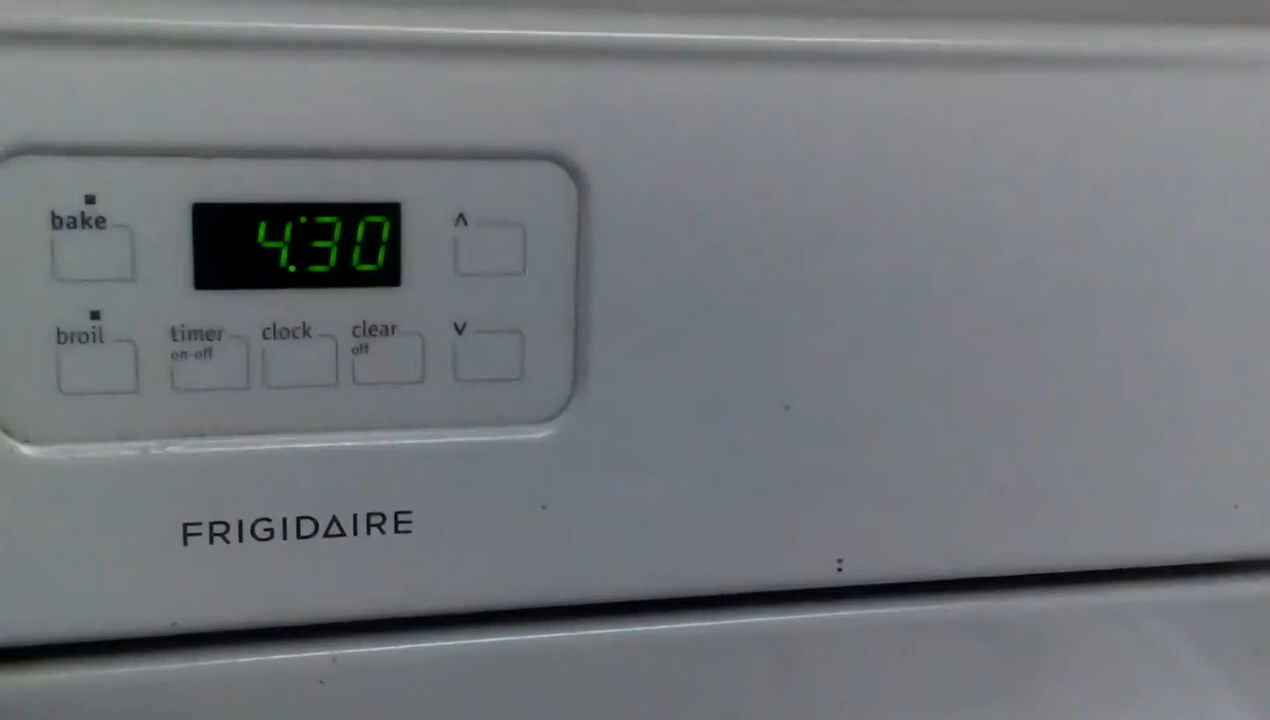 bake
4:30
^
broil
timer
on-off
clock
clear
off
v
FRIGIDAIRE